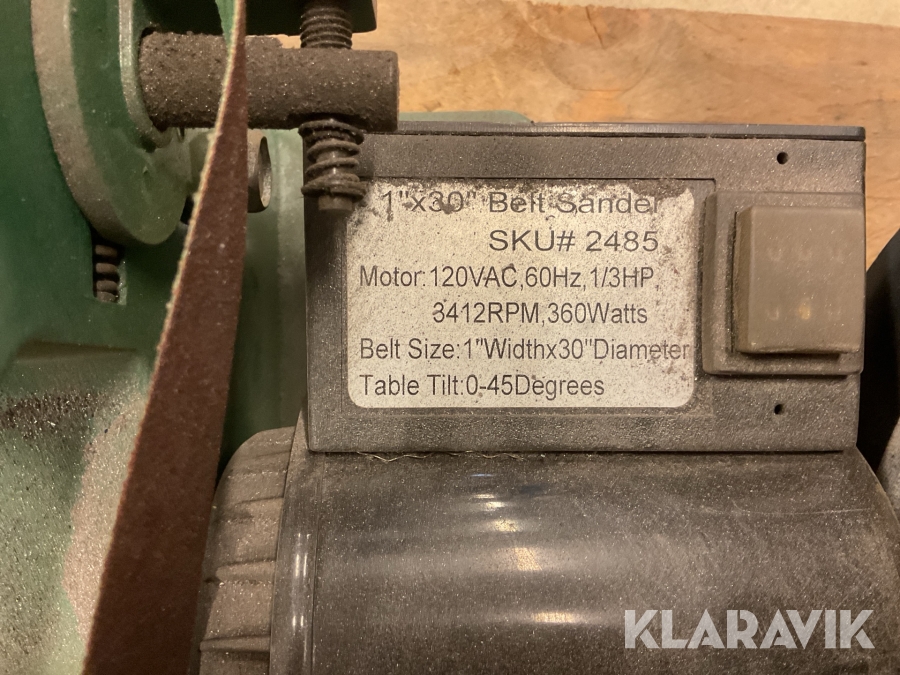 1"x30" Belt Sander
SKU# 2485
Motor:120VAC,60Hz,1/3HP
3412RPM,360Watts
Belt Size:1"Widthx30"Diameter
Table Tilt:0-45Degrees
KLARAVIK